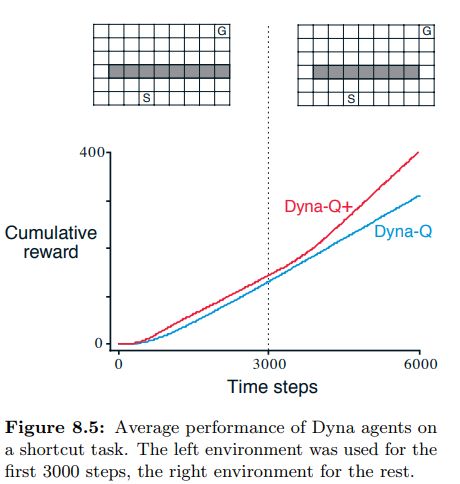 G
G
S
S
400
Dyna-Q+
Cumulative
reward
Dyna-Q
0
0
3000
6000
Time steps
Figure 8.5: Average performance of Dyna agents on
a shortcut task. The left environment was used for the
first 3000 steps, the right environment for the rest.